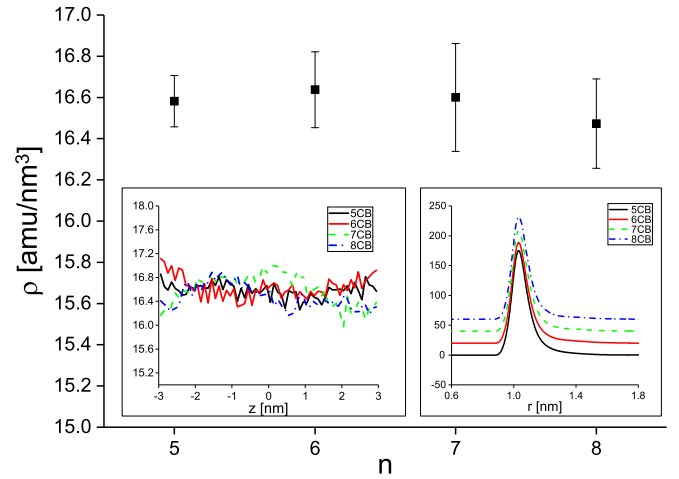 17.0
16.8
16.6
16.4
16.2
16.0
15.8
15.6
15.4
15.2
15.0
ρ [amu/nm³]
5 6 7 8
n
18.0
17.6
17.2
16.8
16.4
16.0
15.6
15.2
-3 -2 -1 0 1 2 3
z [nm]
5CB
6CB
7CB
8CB
250
200
150
100
50
0
-50
0.6 1.0 1.4 1.8
r [nm]
5CB
6CB
7CB
8CB